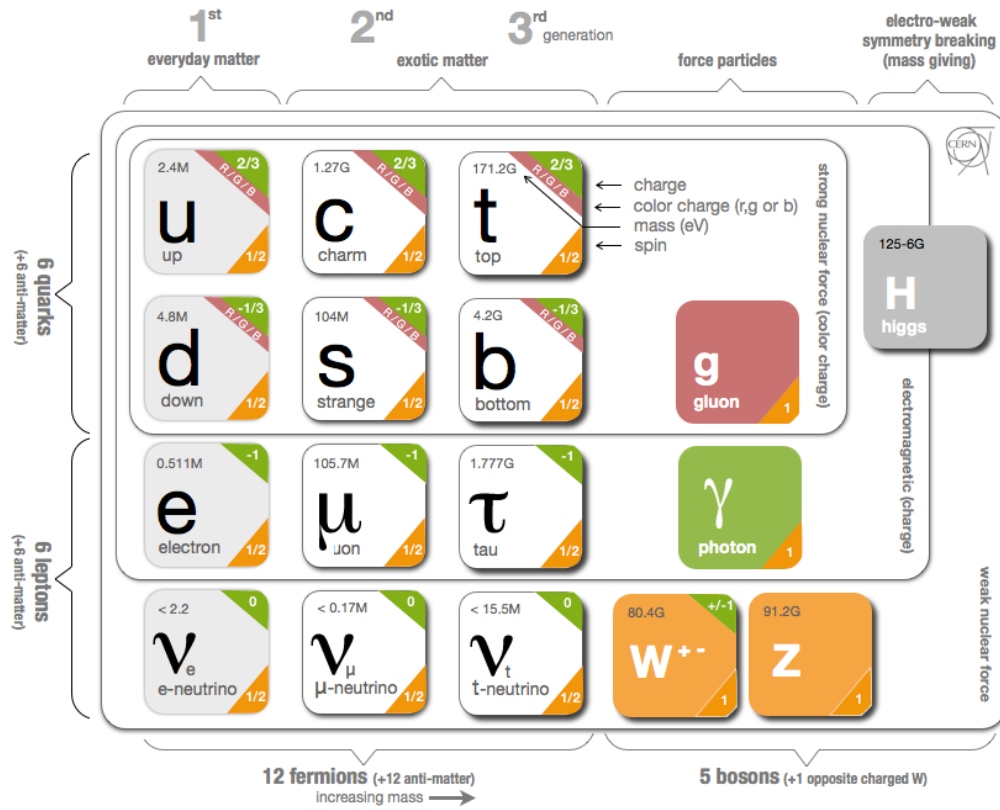 1st
2nd
3rd generation
everyday matter
exotic matter
force particles
electro-weak
symmetry breaking
(mass giving)
6 quarks
(+6 anti-matter)
6 leptons
(+6 anti-matter)
2.4M
2/3
R/G/B
u
up
1/2
1.27G
2/3
R/G/B
c
charm
1/2
171.2G
2/3
R/G/B
t
top
1/2
charge
color charge (r,g or b)
mass (eV)
spin
strong nuclear force (color charge)
CERN
125-6G
H
higgs
4.8M
-1/3
R/G/B
d
down
1/2
104M
-1/3
R/G/B
s
strange
1/2
4.2G
-1/3
R/G/B
b
bottom
1/2
g
gluon
1
electromagnetic (charge)
0.511M
-1
e
electron
1/2
105.7M
-1
μ
uon
1/2
1.777G
-1
τ
tau
1/2
γ
photon
1
weak nuclear force
< 2.2
0
νe
e-neutrino
1/2
< 0.17M
0
νμ
μ-neutrino
1/2
< 15.5M
0
νt
t-neutrino
1/2
80.4G
+/-1
W+-
1
91.2G
Z
1
12 fermions (+12 anti-matter)
increasing mass
5 bosons (+1 opposite charged W)